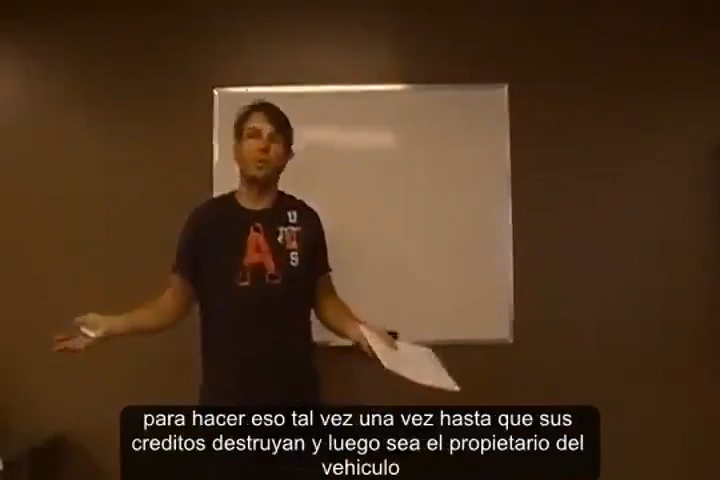 A
U
S
para hacer eso tal vez una vez hasta que sus
creditos destruyan y luego sea el propietario del
vehiculo